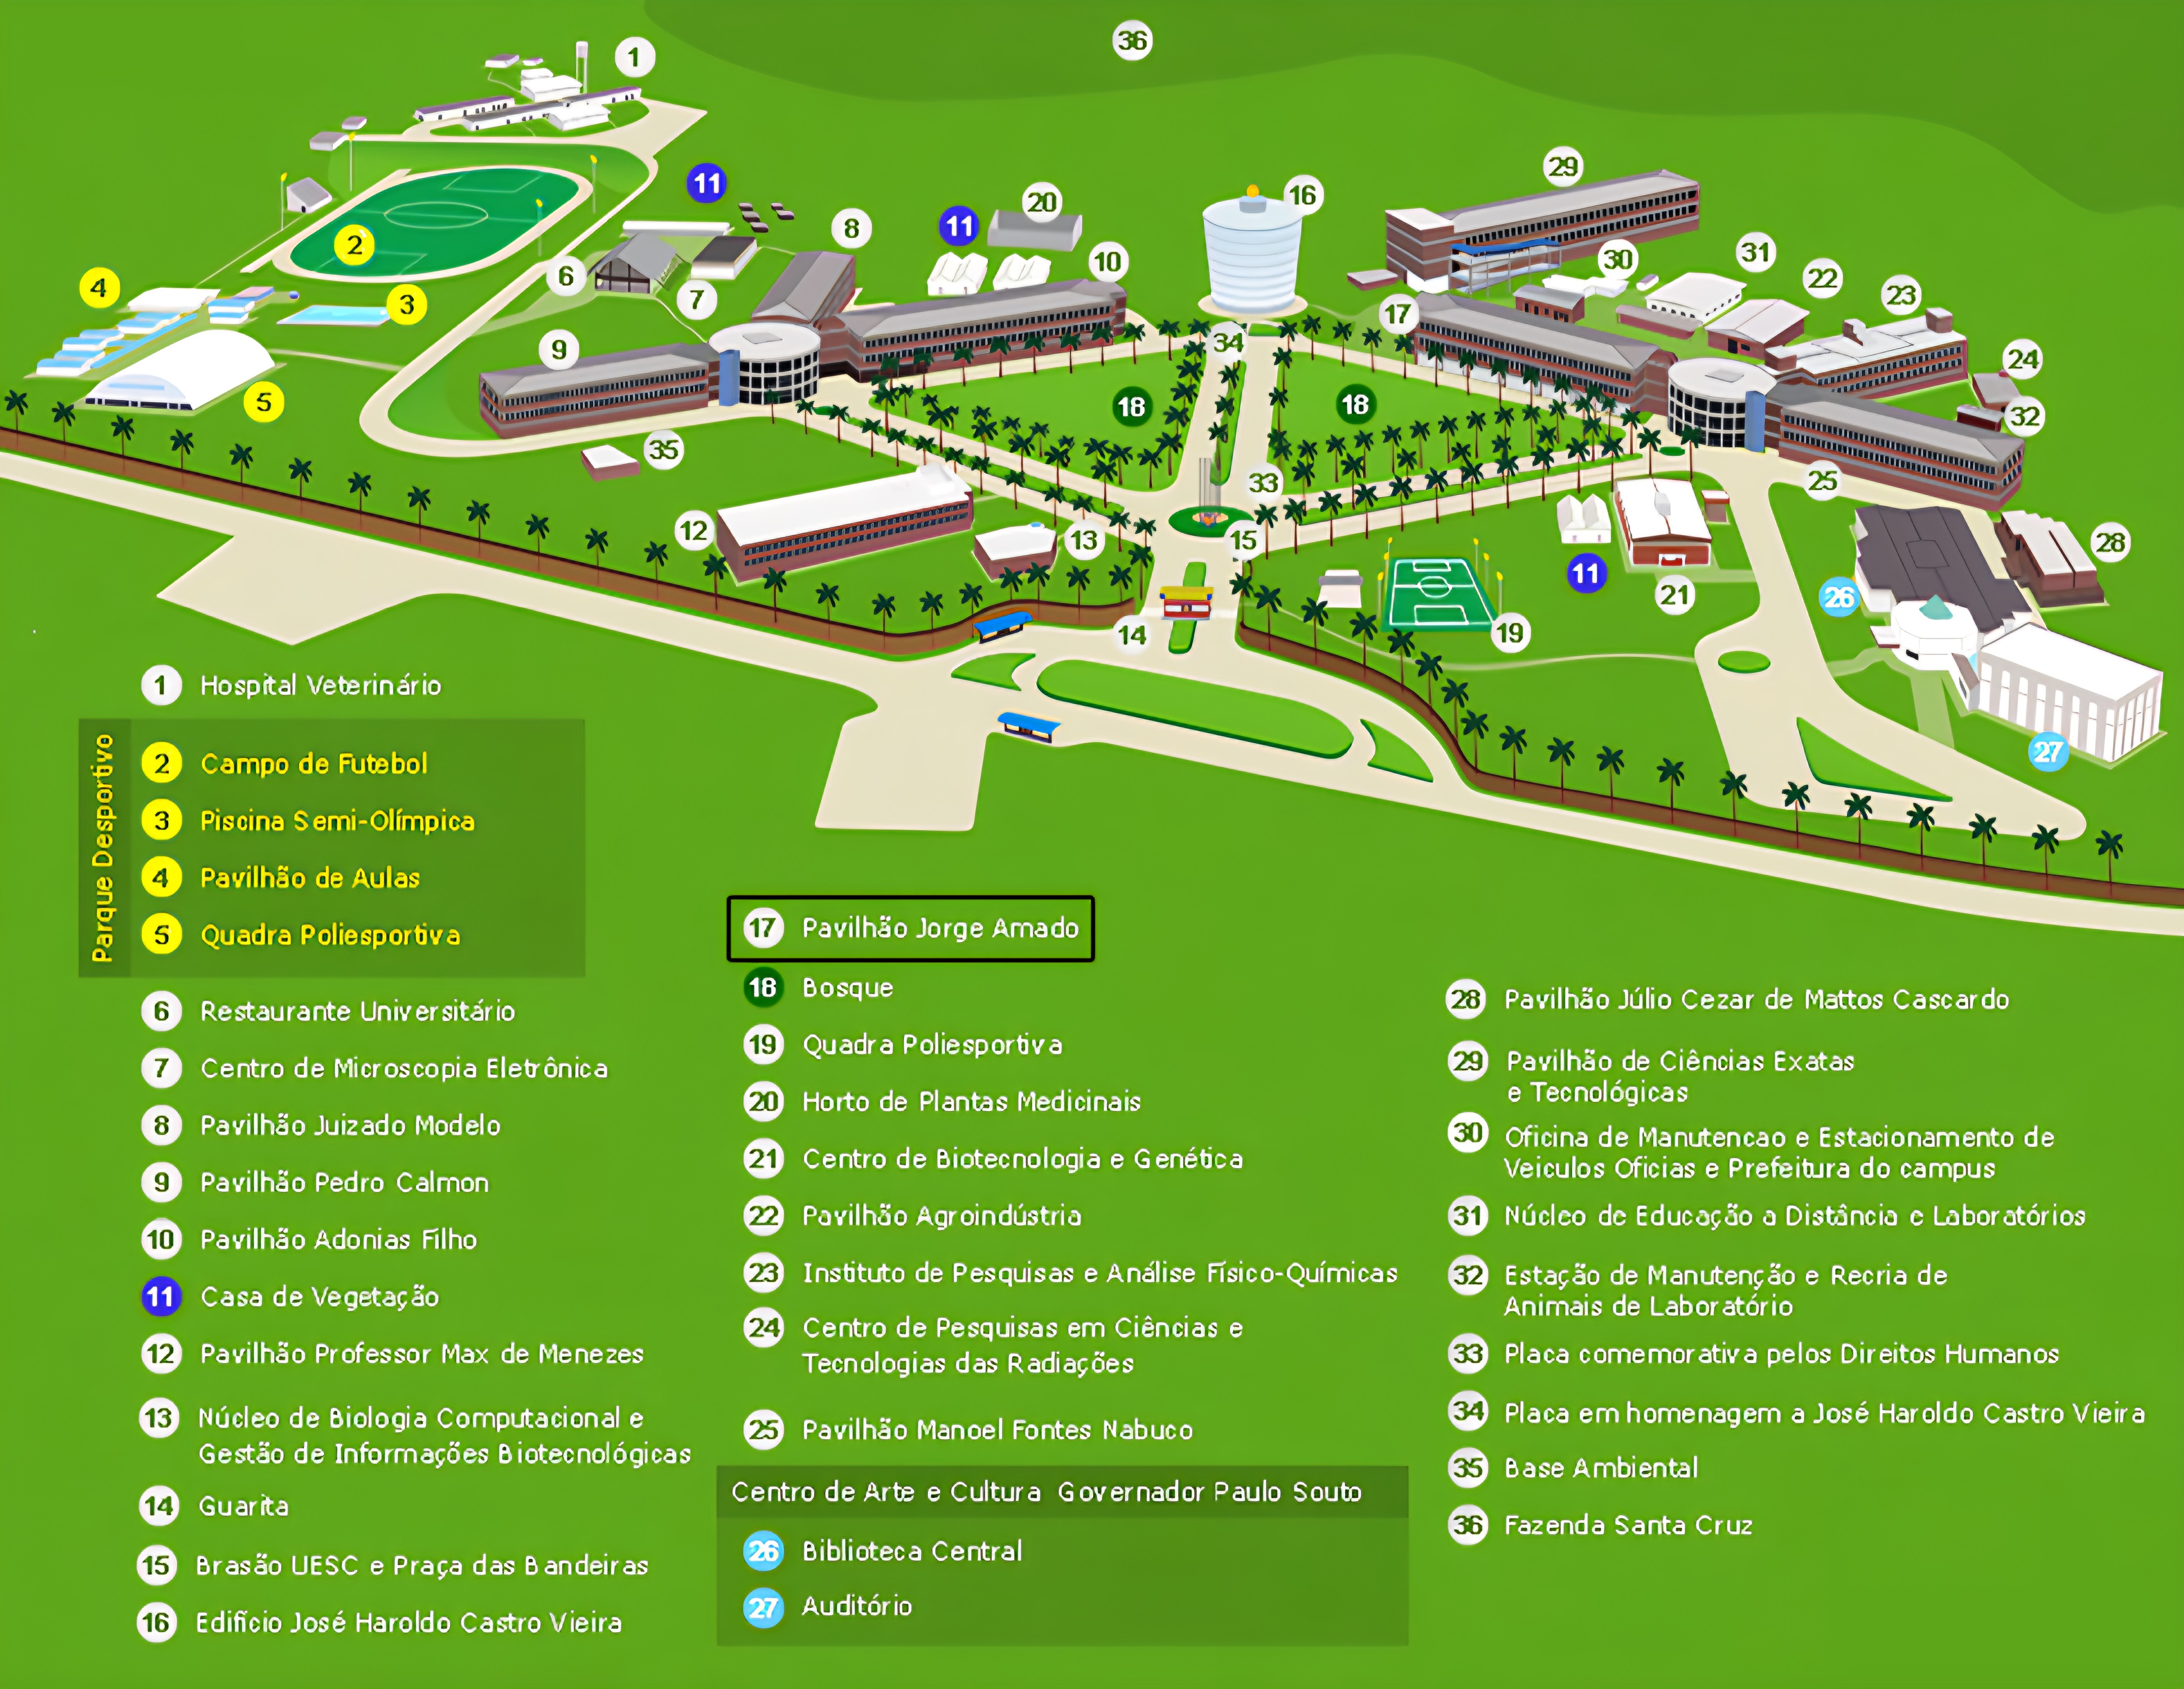 36
1
29
11
16
20
8
11
31
2
10
30
6
22
4
7
23
3
17
34
9
24
18
18
5
32
35
33
25
12
13
15
28
11
21
26
19
14
27
1 Hospital Veterinário
Parque Desportivo
2 Campo de Futebol
3 Piscina Semi-Olímpica
4 Pavilhão de Aulas
5 Quadra Poliesportiva
6 Restaurante Universitário
7 Centro de Microscopia Eletrônica
8 Pavilhão Juizado Modelo
9 Pavilhão Pedro Calmon
10 Pavilhão Adonias Filho
11 Casa de Vegetação
12 Pavilhão Professor Max de Menezes
13 Núcleo de Biologia Computacional e
Gestão de Informações Biotecnológicas
14 Guarita
15 Brasão UESC e Praça das Bandeiras
16 Edifício José Haroldo Castro Vieira
17 Pavilhão Jorge Amado
18 Bosque
19 Quadra Poliesportiva
20 Horto de Plantas Medicinais
21 Centro de Biotecnologia e Genética
22 Pavilhão Agroindústria
23 Instituto de Pesquisas e Análise Físico-Químicas
24 Centro de Pesquisas em Ciências e
Tecnologias das Radiações
25 Pavilhão Manoel Fontes Nabuco
Centro de Arte e Cultura Governador Paulo Souto
26 Biblioteca Central
27 Auditório
28 Pavilhão Júlio Cezar de Mattos Cascardo
29 Pavilhão de Ciências Exatas
e Tecnológicas
30 Oficina de Manutencao e Estacionamento de
Veiculos Oficias e Prefeitura do campus
31 Núcleo de Educação a Distância e Laboratórios
32 Estação de Manutenção e Recria de
Animais de Laboratório
33 Placa comemorativa pelos Direitos Humanos
34 Placa em homenagem a José Haroldo Castro Vieira
35 Base Ambiental
36 Fazenda Santa Cruz